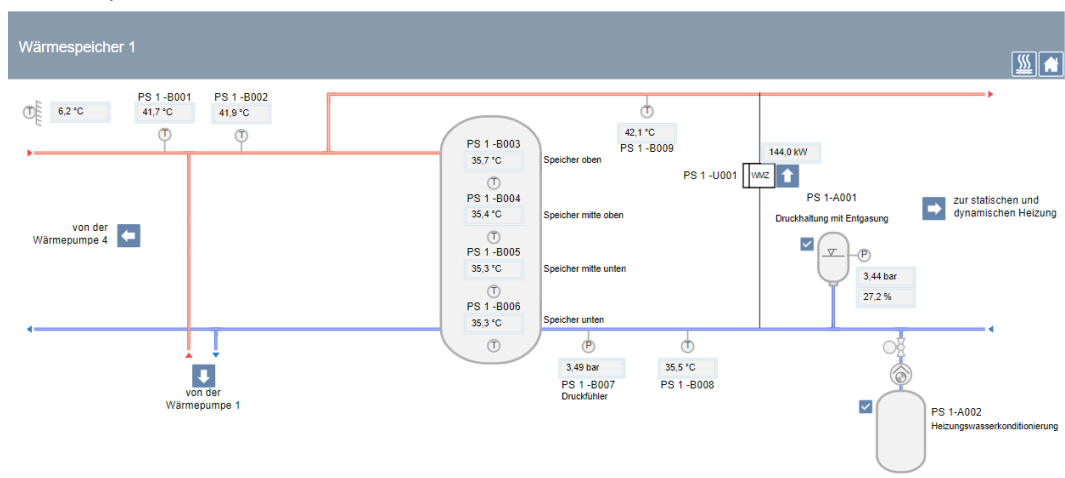 Wärmespeicher 1
PS 1 -B001
PS 1 -B002
T
6,2 °C
41,7 °C
41,9 °C
T
T
T
42,1 °C
PS 1 -B009
PS 1 -B003
35,7 °C
Speicher oben
T
144,0 kW
PS 1 -U001
WMZ
PS 1 -B004
35,4 °C
Speicher mitte oben
T
PS 1-A001
Druckhaltung mit Entgasung
zur statischen und
dynamischen Heizung
von der
Wärmepumpe 4
PS 1 -B005
35,3 °C
Speicher mitte unten
T
P
3,44 bar
27,2 %
PS 1 -B006
35,3 °C
Speicher unten
T
P
T
3,49 bar
35,5 °C
PS 1 -B007
Druckfühler
PS 1 -B008
von der
Wärmepumpe 1
PS 1-A002
Heizungswasserkonditionierung